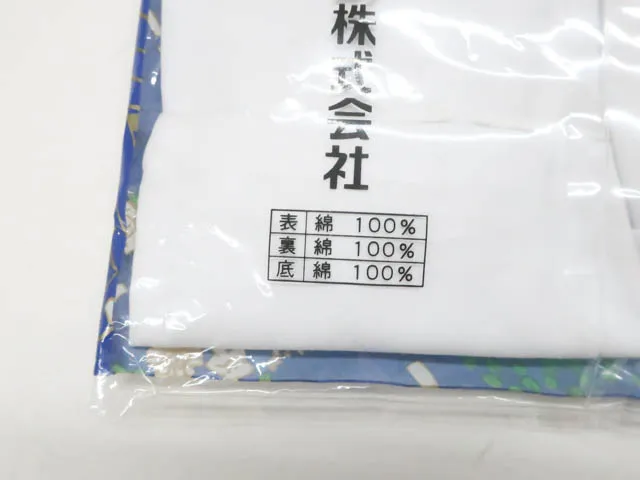 株式会社
表 綿 100%
裏 綿 100%
底 綿 100%